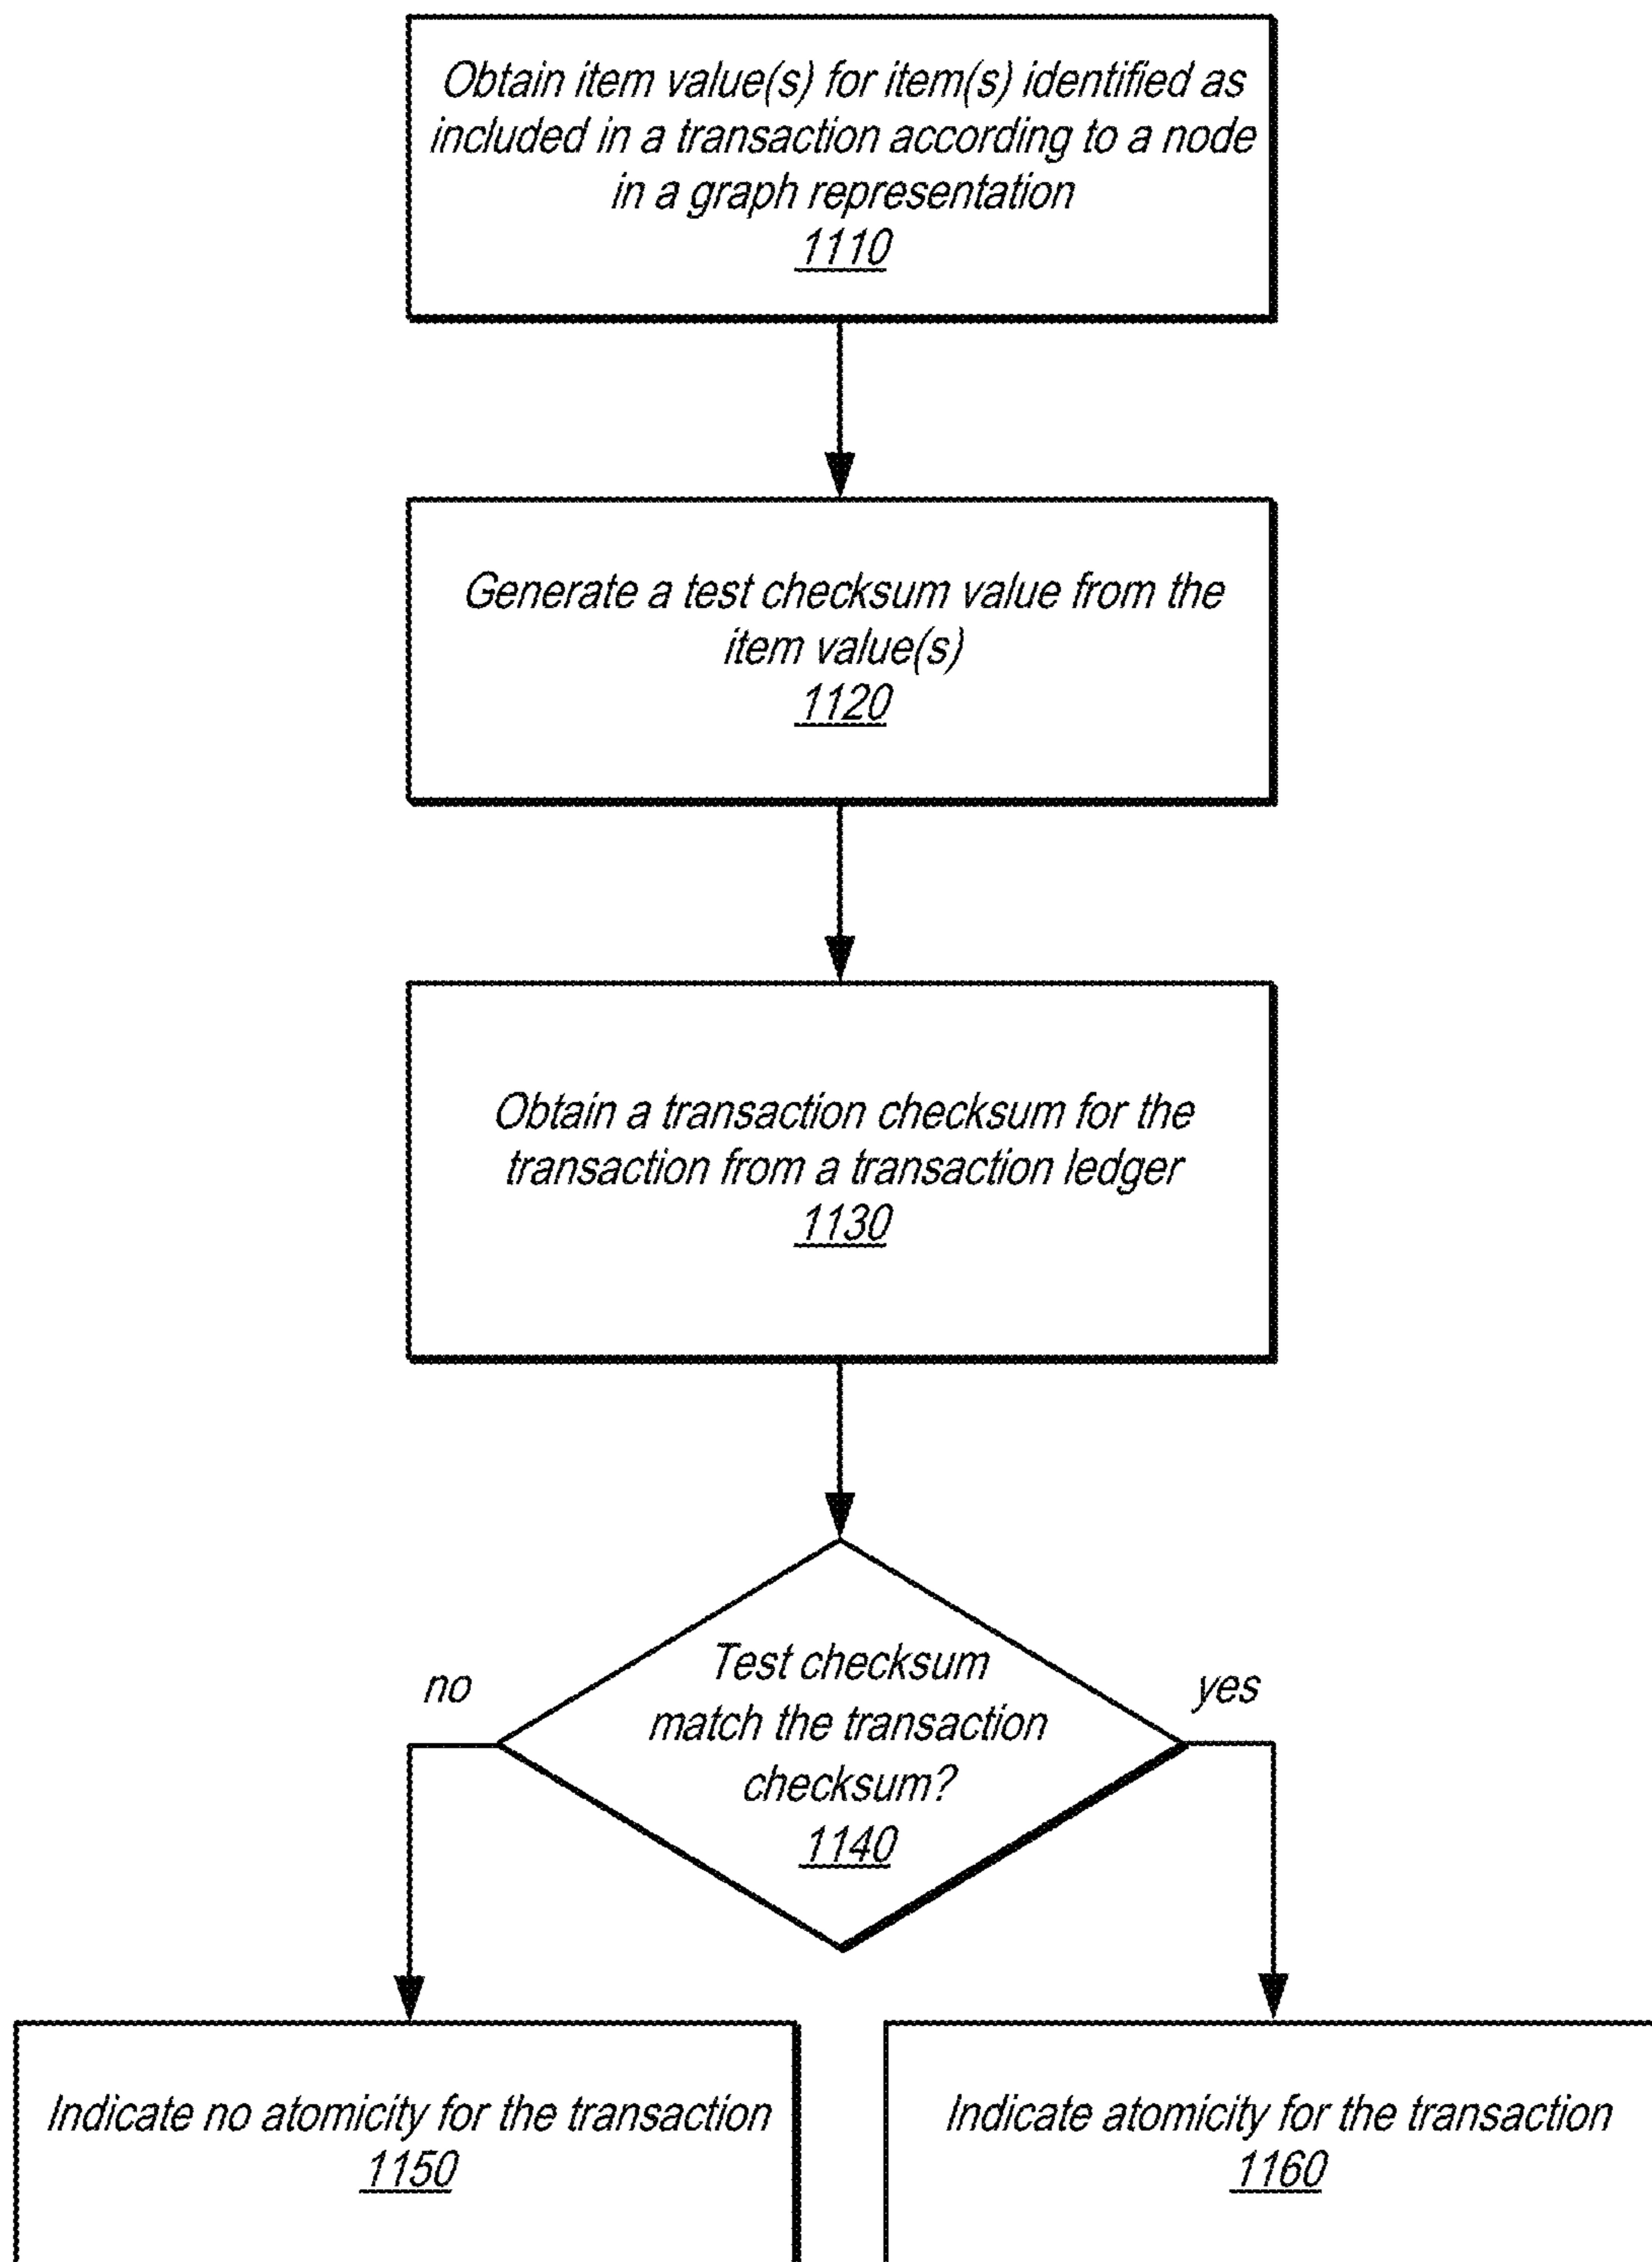 Obtain item value(s) for item(s) identified as
included in a transaction according to a node
in a graph representation
1110
Generate a test checksum value from the
item value(s)
1120
Obtain a transaction checksum for the
transaction from a transaction ledger
1130
Test checksum
match the transaction
checksum?
1140
no
yes
Indicate no atomicity for the transaction
1150
Indicate atomicity for the transaction
1160